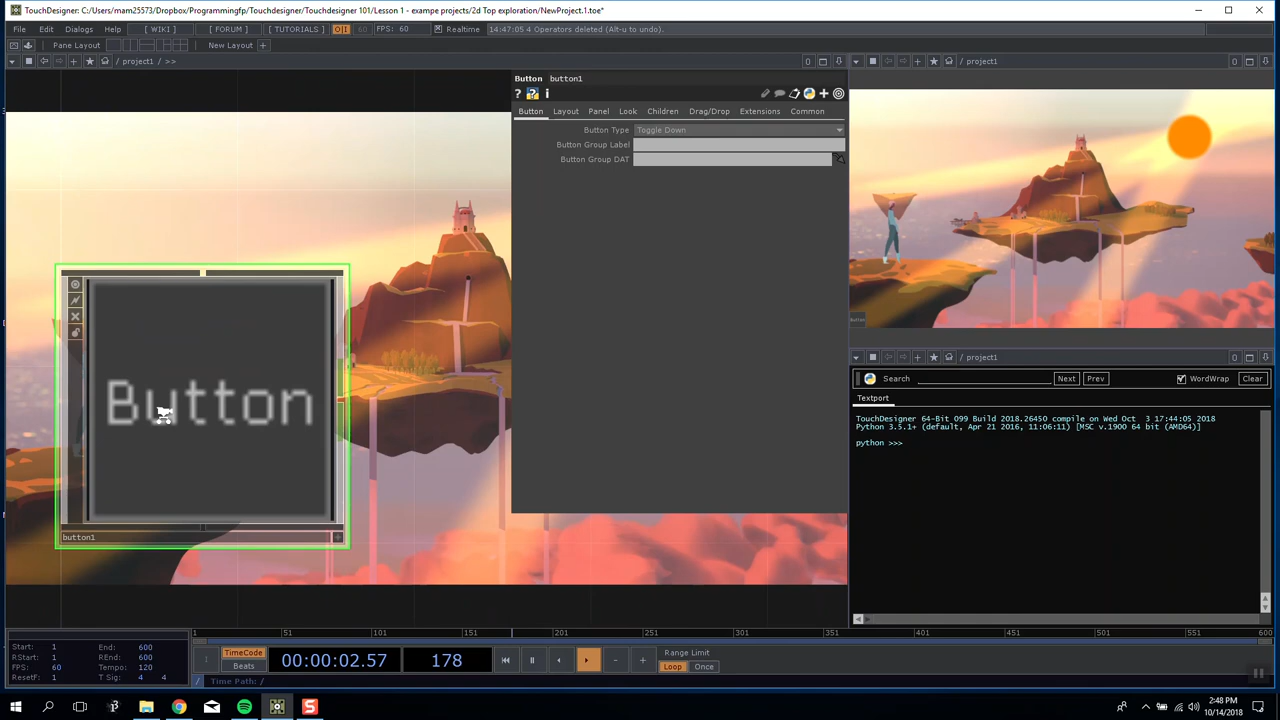 TouchDesigner: C:/Users/mam25573/Dropbox/Programmingfp/Touchdesigner/Touchdesigner 101/Lesson 1 - exampe projects/2d Top exploration/NewProject.1.toe*
File Edit Dialogs Help [ WIKI ] [ FORUM ] [ TUTORIALS ] O|I 60 FPS: 60 Realtime 14:47:05 4 Operators deleted (Alt-u to undo).
Pane Layout New Layout +
/ project1 / >> 0
/ project1 0
Button button1
? ? i
Button Layout Panel Look Children Drag/Drop Extensions Common
Button Type Toggle Down
Button Group Label
Button Group DAT
Button
button1
Button
/ project1 0
Search Next Prev WordWrap Clear
Textport
TouchDesigner 64-Bit 099 Build 2018.26450 compile on Wed Oct 3 17:44:05 2018
Python 3.5.1+ (default, Apr 21 2016, 11:06:11) [MSC v.1900 64 bit (AMD64)]
python >>>
1 51 101 151 201 251 301 351 401 451 501 551 600
Start: 1 End: 600
RStart: 1 REnd: 600
FPS: 60 Tempo: 120
ResetF: 1 T Sig: 4 4
TimeCode
Beats
00:00:02.57
178
Range Limit
Loop Once
/ Time Path: /
2:48 PM
10/14/2018